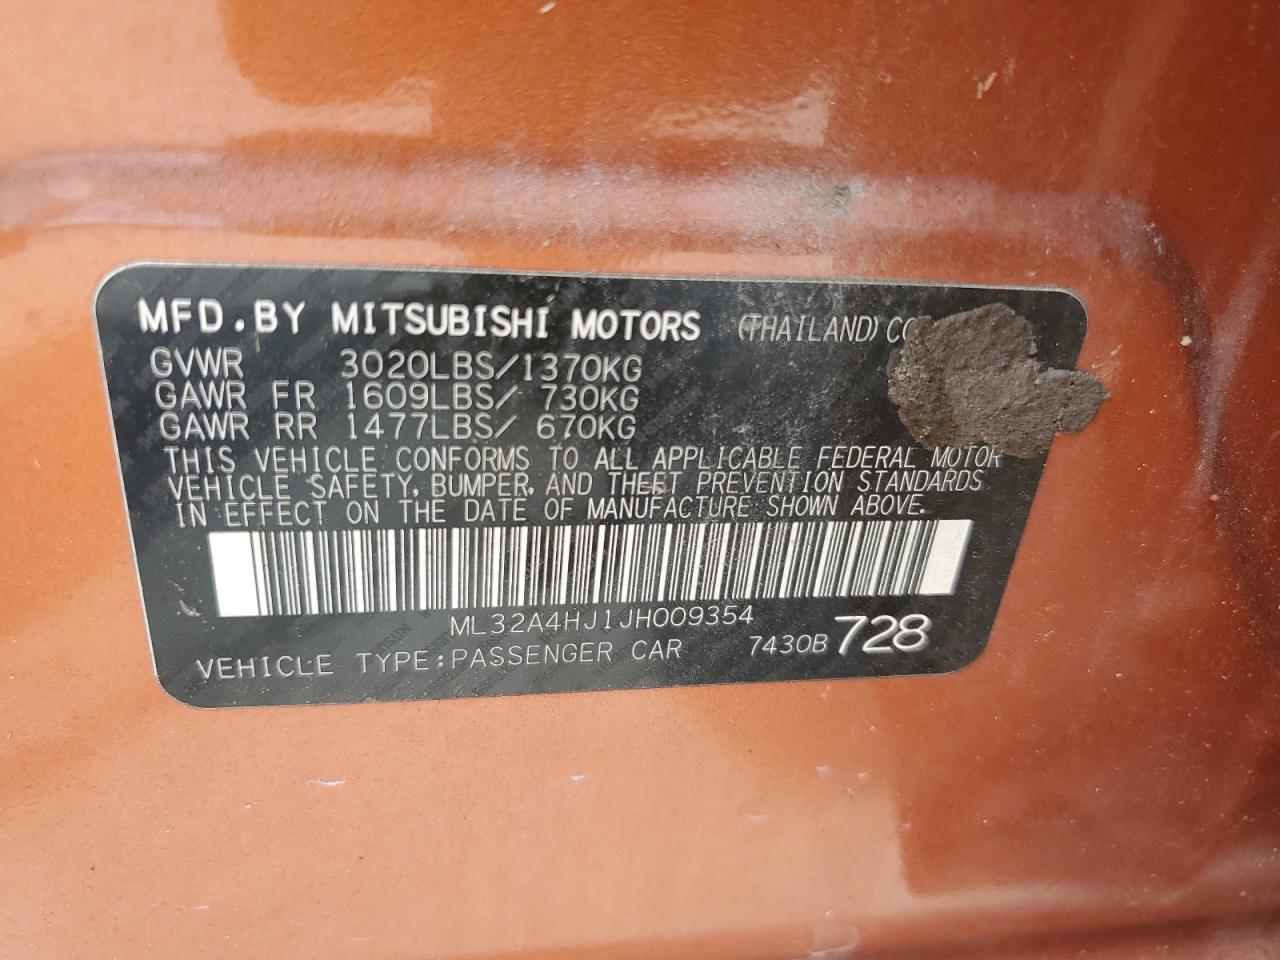 MFD.BY MITSUBISHI MOTORS (THAILAND)
GVWR 3020LBS/1370KG
GAWR FR 1609LBS/ 730KG
GAWR RR 1477LBS/ 670KG
THIS VEHICLE CONFORMS TO ALL APPLICABLE FEDERAL MOTOR
VEHICLE SAFETY, BUMPER, AND THEFT PREVENTION STANDARDS
IN EFFECT ON THE DATE OF MANUFACTURE SHOWN ABOVE.
ML32A4HJ1JH009354
VEHICLE TYPE:PASSENGER CAR 7430B 728